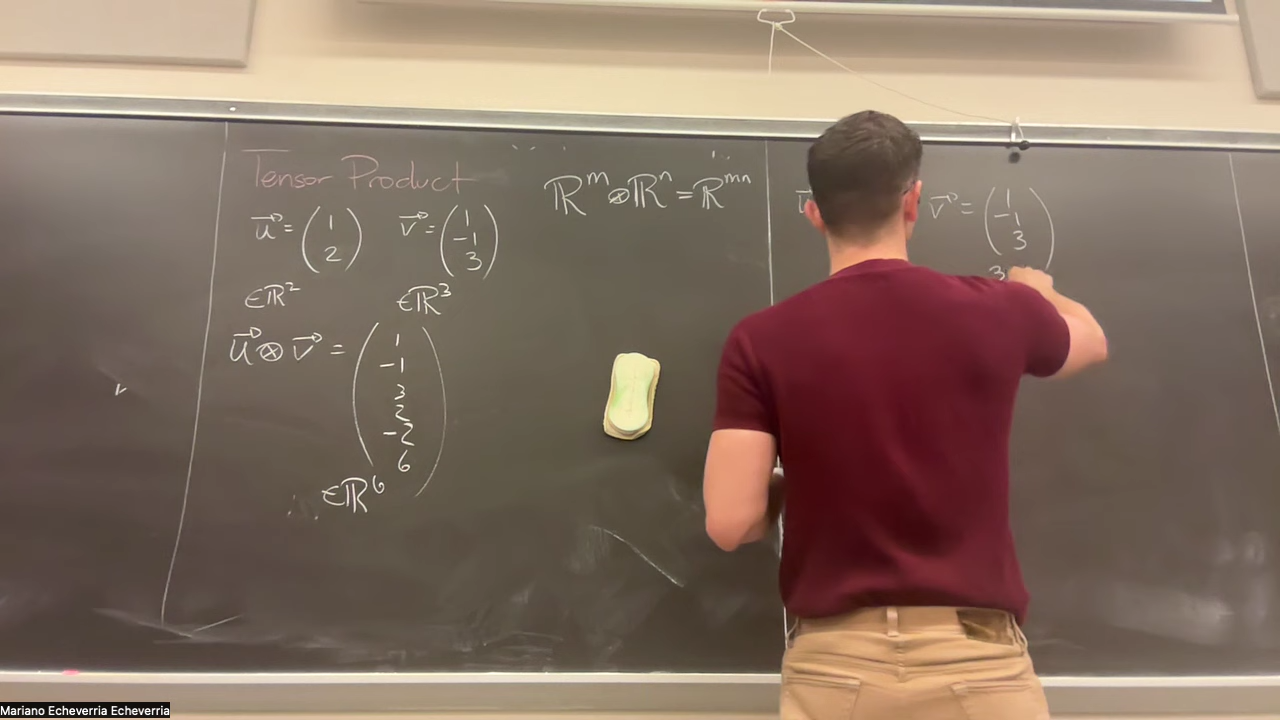 Tensor Product
ℝᵐ⊗ℝⁿ=ℝᵐⁿ
u⃗=(1
2)
v⃗=(1
-1
3)
∈ℝ²
∈ℝ³
u⃗⊗v⃗=(1
-1
3
2
-2
6)
∈ℝ⁶
v⃗=(1
-1
3)
3
Mariano Echeverria Echeverria